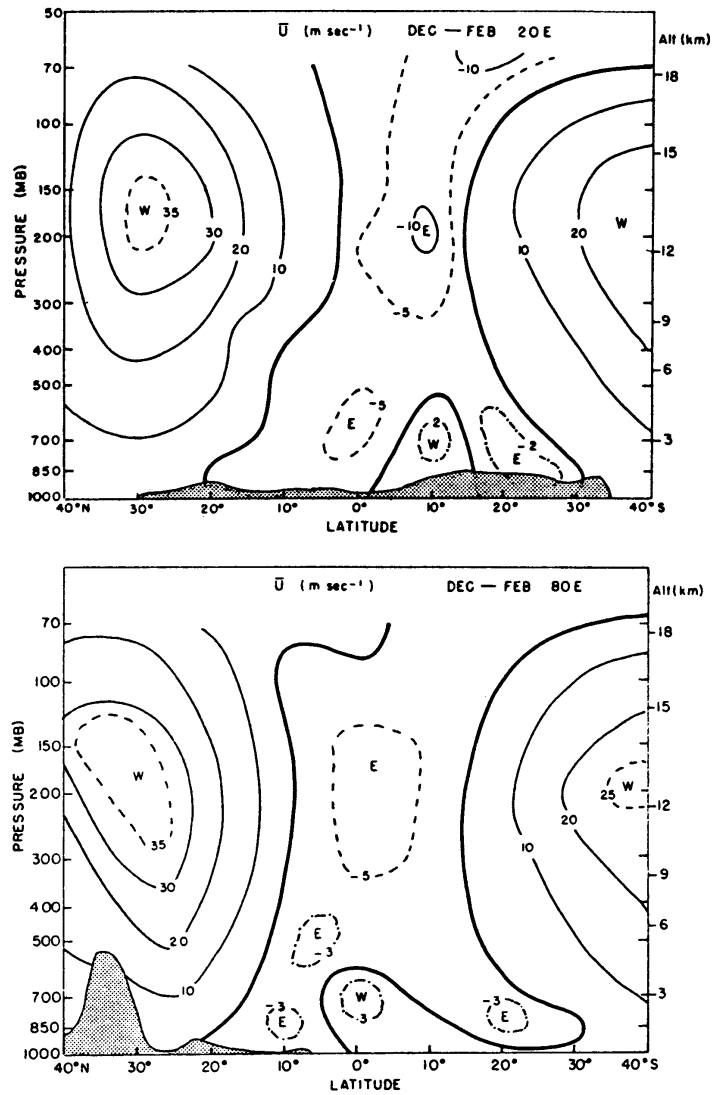 Ū (m sec⁻¹) DEC — FEB 20E
Alt (km)
50
70
100
150
200
300
400
500
700
850
1000
PRESSURE (MB)
18
15
12
9
6
3
-10
W
35
30
20
10
-10
E
-5
10
20
W
E
-5
2
W
E
-2
40°N
30°
20°
10°
0°
10°
20°
30°
40°S
LATITUDE
Ū (m sec⁻¹) DEC — FEB 80E
Alt (km)
70
100
150
200
300
400
500
700
850
1000
PRESSURE (MB)
18
15
12
9
6
3
W
35
30
20
10
E
-5
10
20
25
W
E
-3
-3
E
W
3
-3
E
40°N
30°
20°
10°
0°
10°
20°
30°
40°S
LATITUDE